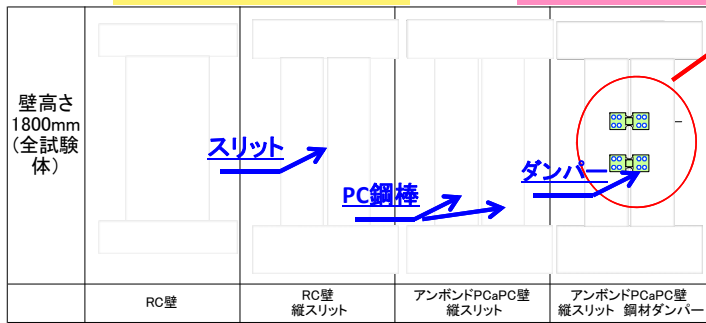 壁高さ
1800mm
(全試験
体)
スリット
PC鋼棒
ダンパー
RC壁
RC壁
縦スリット
アンボンドPCaPC壁
縦スリット
アンボンドPCaPC壁
縦スリット 鋼材ダンパー